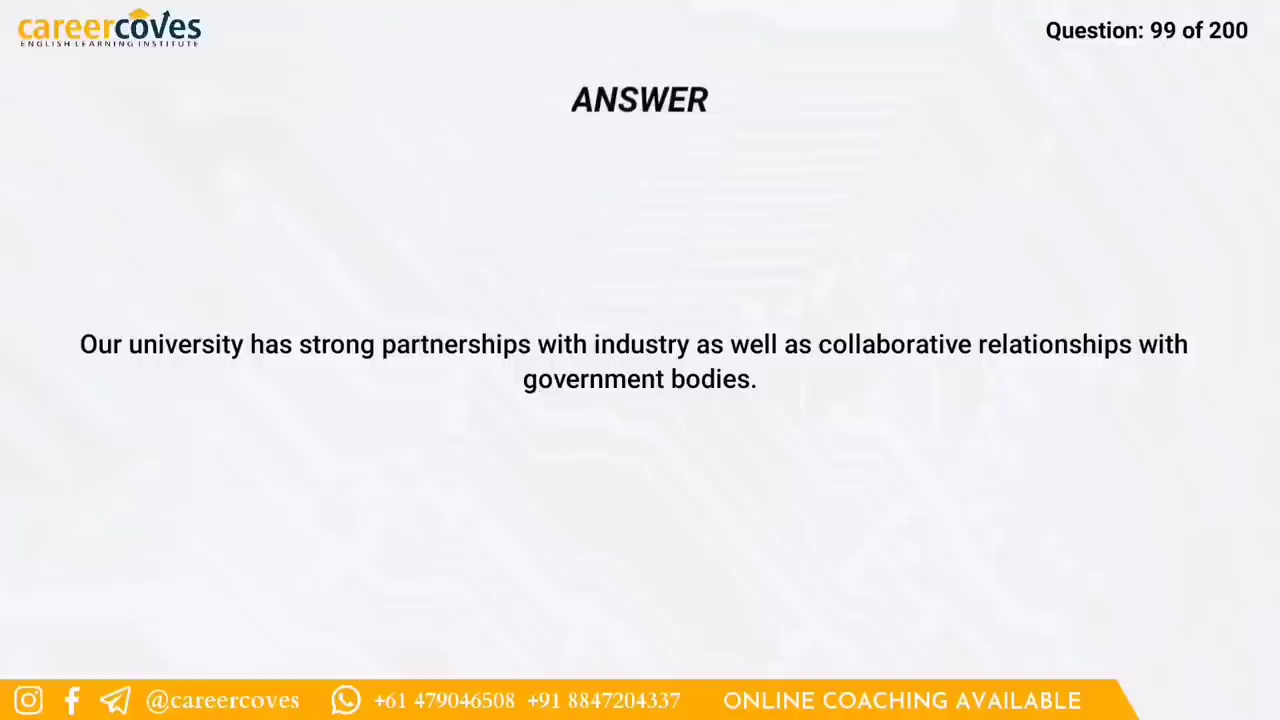 careercoves
ENGLISH LEARNING INSTITUTE
Question: 99 of 200
ANSWER
Our university has strong partnerships with industry as well as collaborative relationships with
government bodies.
@careercoves +61 479046508 +91 8847204337 ONLINE COACHING AVAILABLE